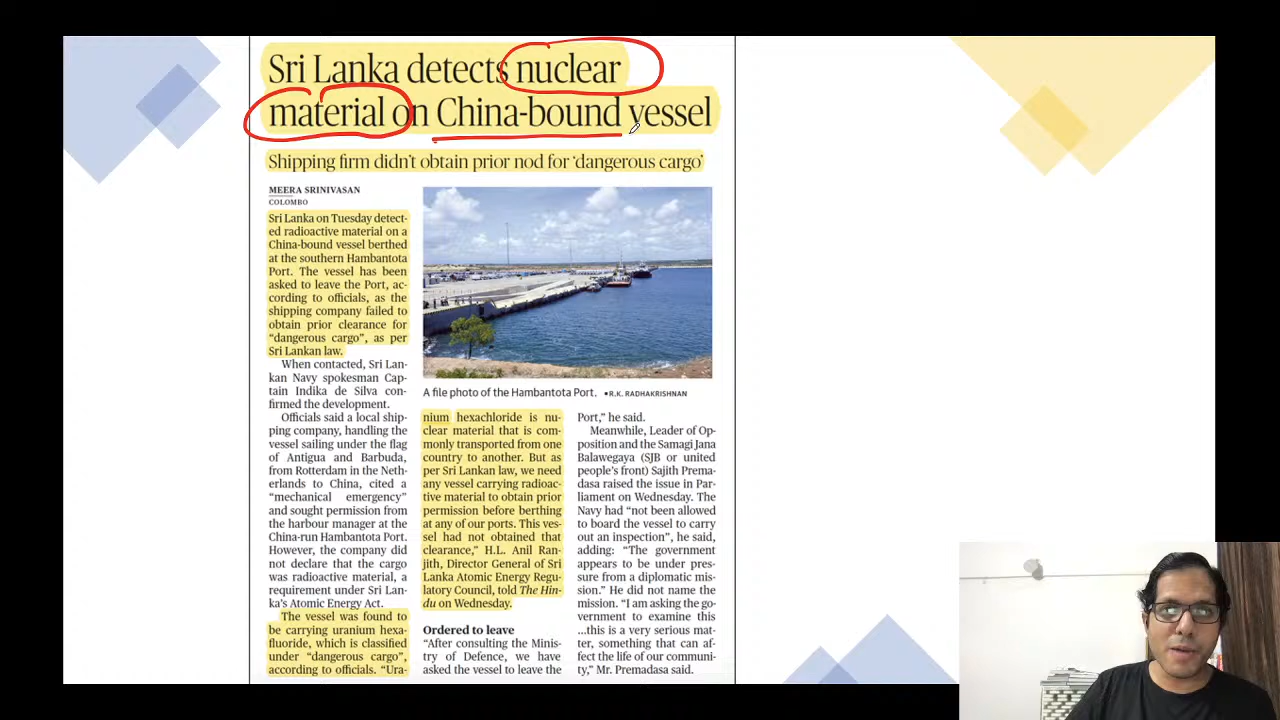 Sri Lanka detects nuclear
material on China-bound vessel
Shipping firm didn't obtain prior nod for 'dangerous cargo'
MEERA SRINIVASAN
COLOMBO
Sri Lanka on Tuesday detect-
ed radioactive material on a
China-bound vessel berthed
at the southern Hambantota
Port. The vessel has been
asked to leave the Port, ac-
cording to officials, as the
shipping company failed to
obtain prior clearance for
“dangerous cargo”, as per
Sri Lankan law.
When contacted, Sri Lan-
kan Navy spokesman Cap-
tain Indika de Silva con-
firmed the development.
Officials said a local ship-
ping company, handling the
vessel sailing under the flag
of Antigua and Barbuda,
from Rotterdam in the Neth-
erlands to China, cited a
“mechanical emergency”
and sought permission from
the harbour manager at the
China-run Hambantota Port.
However, the company did
not declare that the cargo
was radioactive material, a
requirement under Sri Lan-
ka's Atomic Energy Act.
The vessel was found to
be carrying uranium hexa-
fluoride, which is classified
under “dangerous cargo”,
according to officials. “Ura-
A file photo of the Hambantota Port. •R.K. RADHAKRISHNAN
nium hexachloride is nu-
clear material that is com-
monly transported from one
country to another. But as
per Sri Lankan law, we need
any vessel carrying radioac-
tive material to obtain prior
permission before berthing
at any of our ports. This ves-
sel had not obtained that
clearance,” H.L. Anil Ran-
jith, Director General of Sri
Lanka Atomic Energy Regu-
latory Council, told The Hin-
du on Wednesday.
Ordered to leave
“After consulting the Minis-
try of Defence, we have
asked the vessel to leave the
Port,” he said.
Meanwhile, Leader of Op-
position and the Samagi Jana
Balawegaya (SJB or united
people's front) Sajith Prema-
dasa raised the issue in Par-
liament on Wednesday. The
Navy had “not been allowed
to board the vessel to carry
out an inspection”, he said,
adding: “The government
appears to be under pres-
sure from a diplomatic mis-
sion.” He did not name the
mission. “I am asking the go-
vernment to examine this
...this is a very serious mat-
ter, something that can af-
fect the life of our communi-
ty,” Mr. Premadasa said.